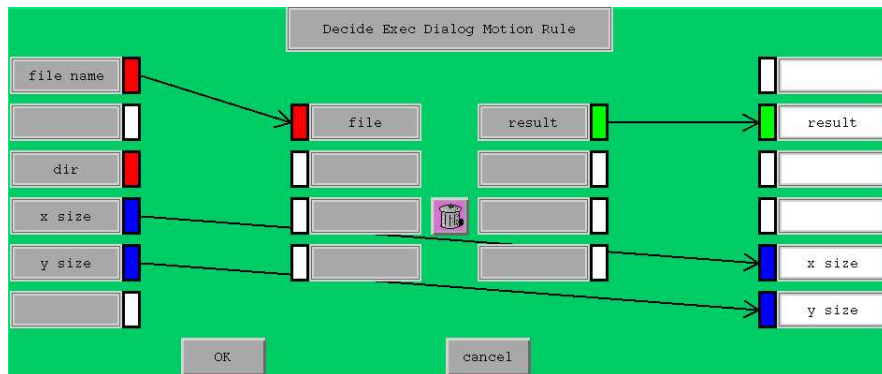 Decide Exec Dialog Motion Rule
file name
file
result
result
dir
x size
y size
x size
y size
OK
cancel